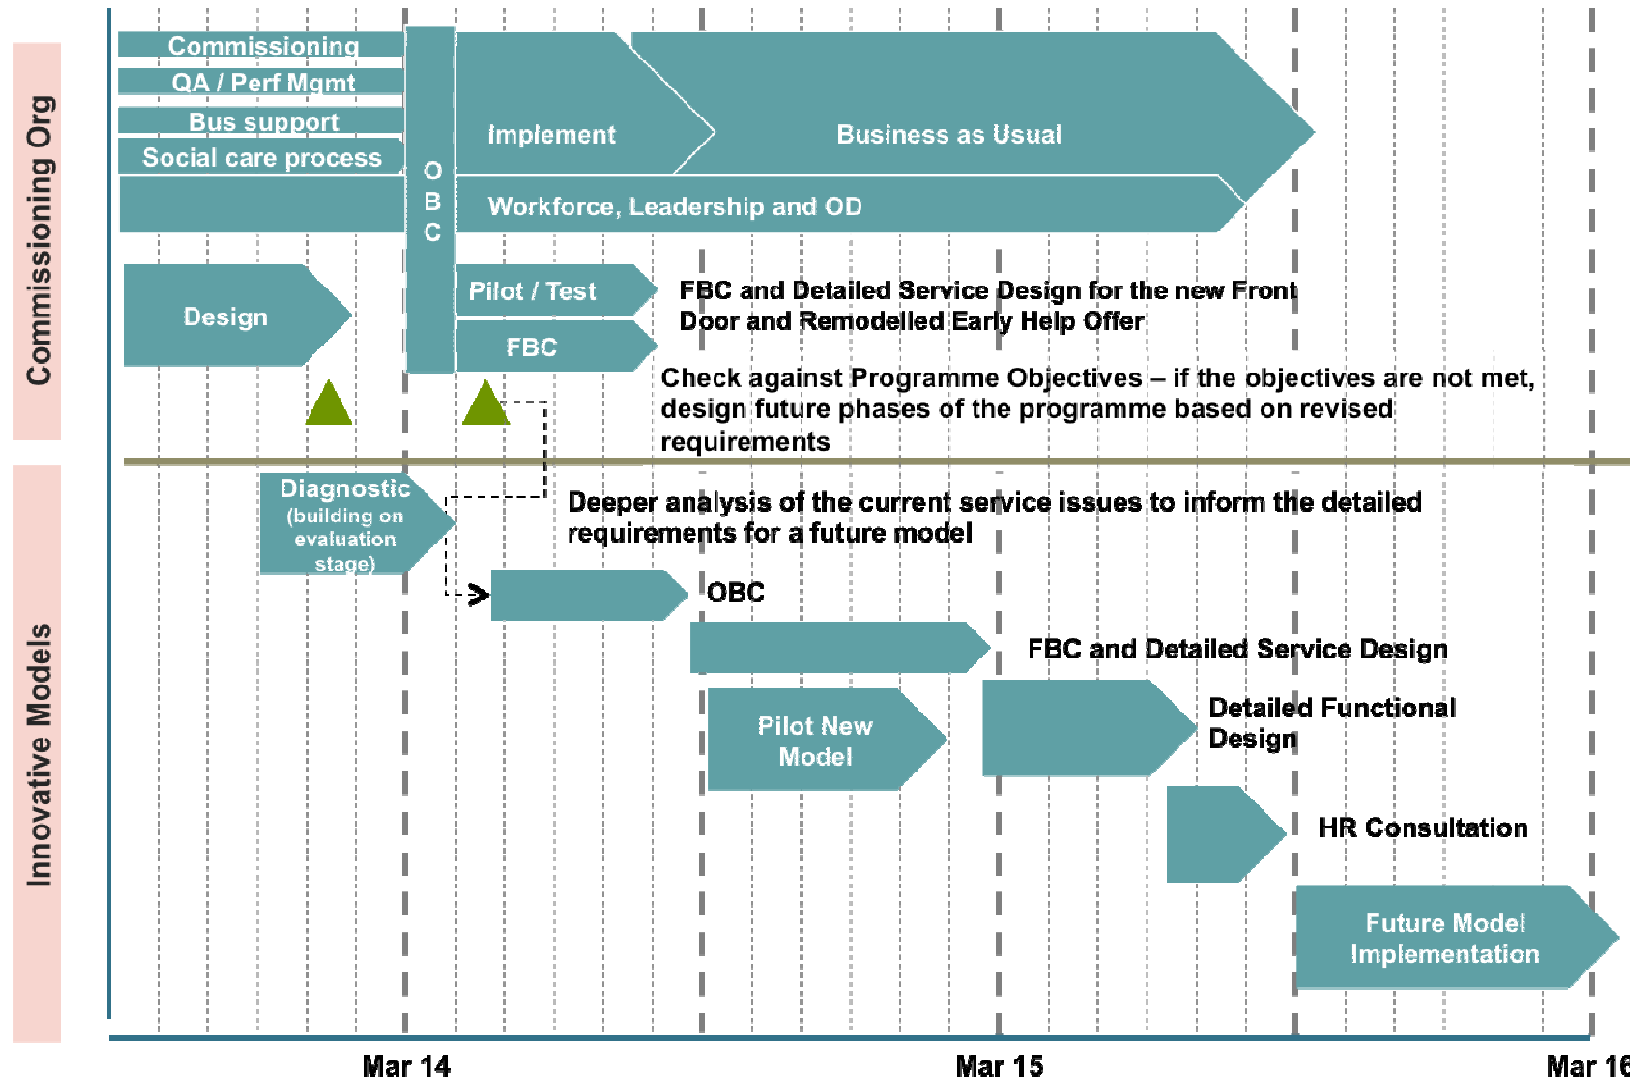 Commissioning Org
Commissioning
QA / Perf Mgmt
Bus support
Social care process
O
B
C
Implement
Business as Usual
Workforce, Leadership and OD
Design
Pilot / Test
FBC
FBC and Detailed Service Design for the new Front
Door and Remodelled Early Help Offer
Check against Programme Objectives – if the objectives are not met,
design future phases of the programme based on revised
requirements
Innovative Models
Diagnostic
(building on
evaluation
stage)
Deeper analysis of the current service issues to inform the detailed
requirements for a future model
OBC
FBC and Detailed Service Design
Pilot New
Model
Detailed Functional
Design
HR Consultation
Future Model
Implementation
Mar 14
Mar 15
Mar 16